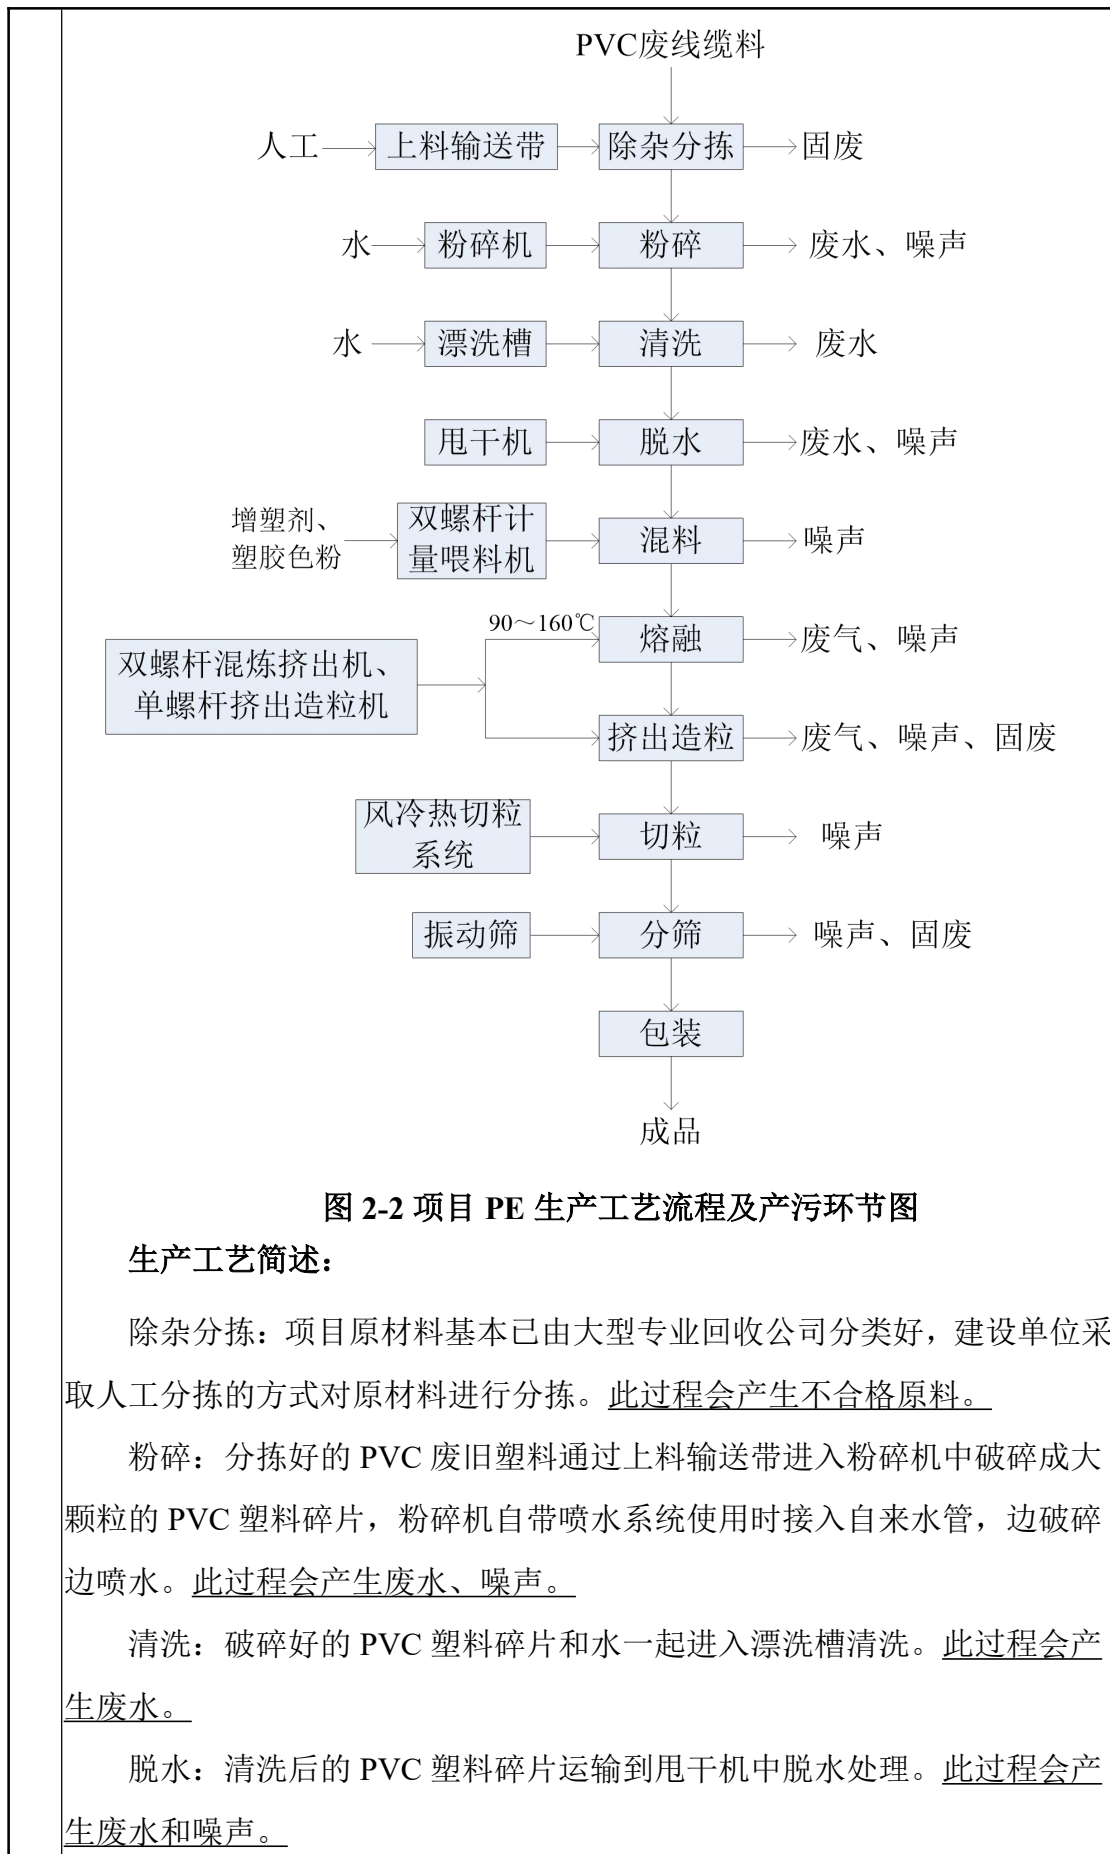 PVC废线缆料
人工 上料输送带 除杂分拣 固废
水 粉碎机 粉碎 废水、噪声
水 漂洗槽 清洗 废水
甩干机 脱水 废水、噪声
增塑剂、
塑胶色粉
双螺杆计
量喂料机
混料 噪声
90～160℃
双螺杆混炼挤出机、
单螺杆挤出造粒机
熔融 废气、噪声
挤出造粒 废气、噪声、固废
风冷热切粒
系统
切粒 噪声
振动筛 分筛 噪声、固废
包装
成品
图 2-2 项目 PE 生产工艺流程及产污环节图
生产工艺简述：
除杂分拣：项目原材料基本已由大型专业回收公司分类好，建设单位采
取人工分拣的方式对原材料进行分拣。此过程会产生不合格原料。
粉碎：分拣好的 PVC 废旧塑料通过上料输送带进入粉碎机中破碎成大
颗粒的 PVC 塑料碎片，粉碎机自带喷水系统使用时接入自来水管，边破碎
边喷水。此过程会产生废水、噪声。
清洗：破碎好的 PVC 塑料碎片和水一起进入漂洗槽清洗。此过程会产
生废水。
脱水：清洗后的 PVC 塑料碎片运输到甩干机中脱水处理。此过程会产
生废水和噪声。